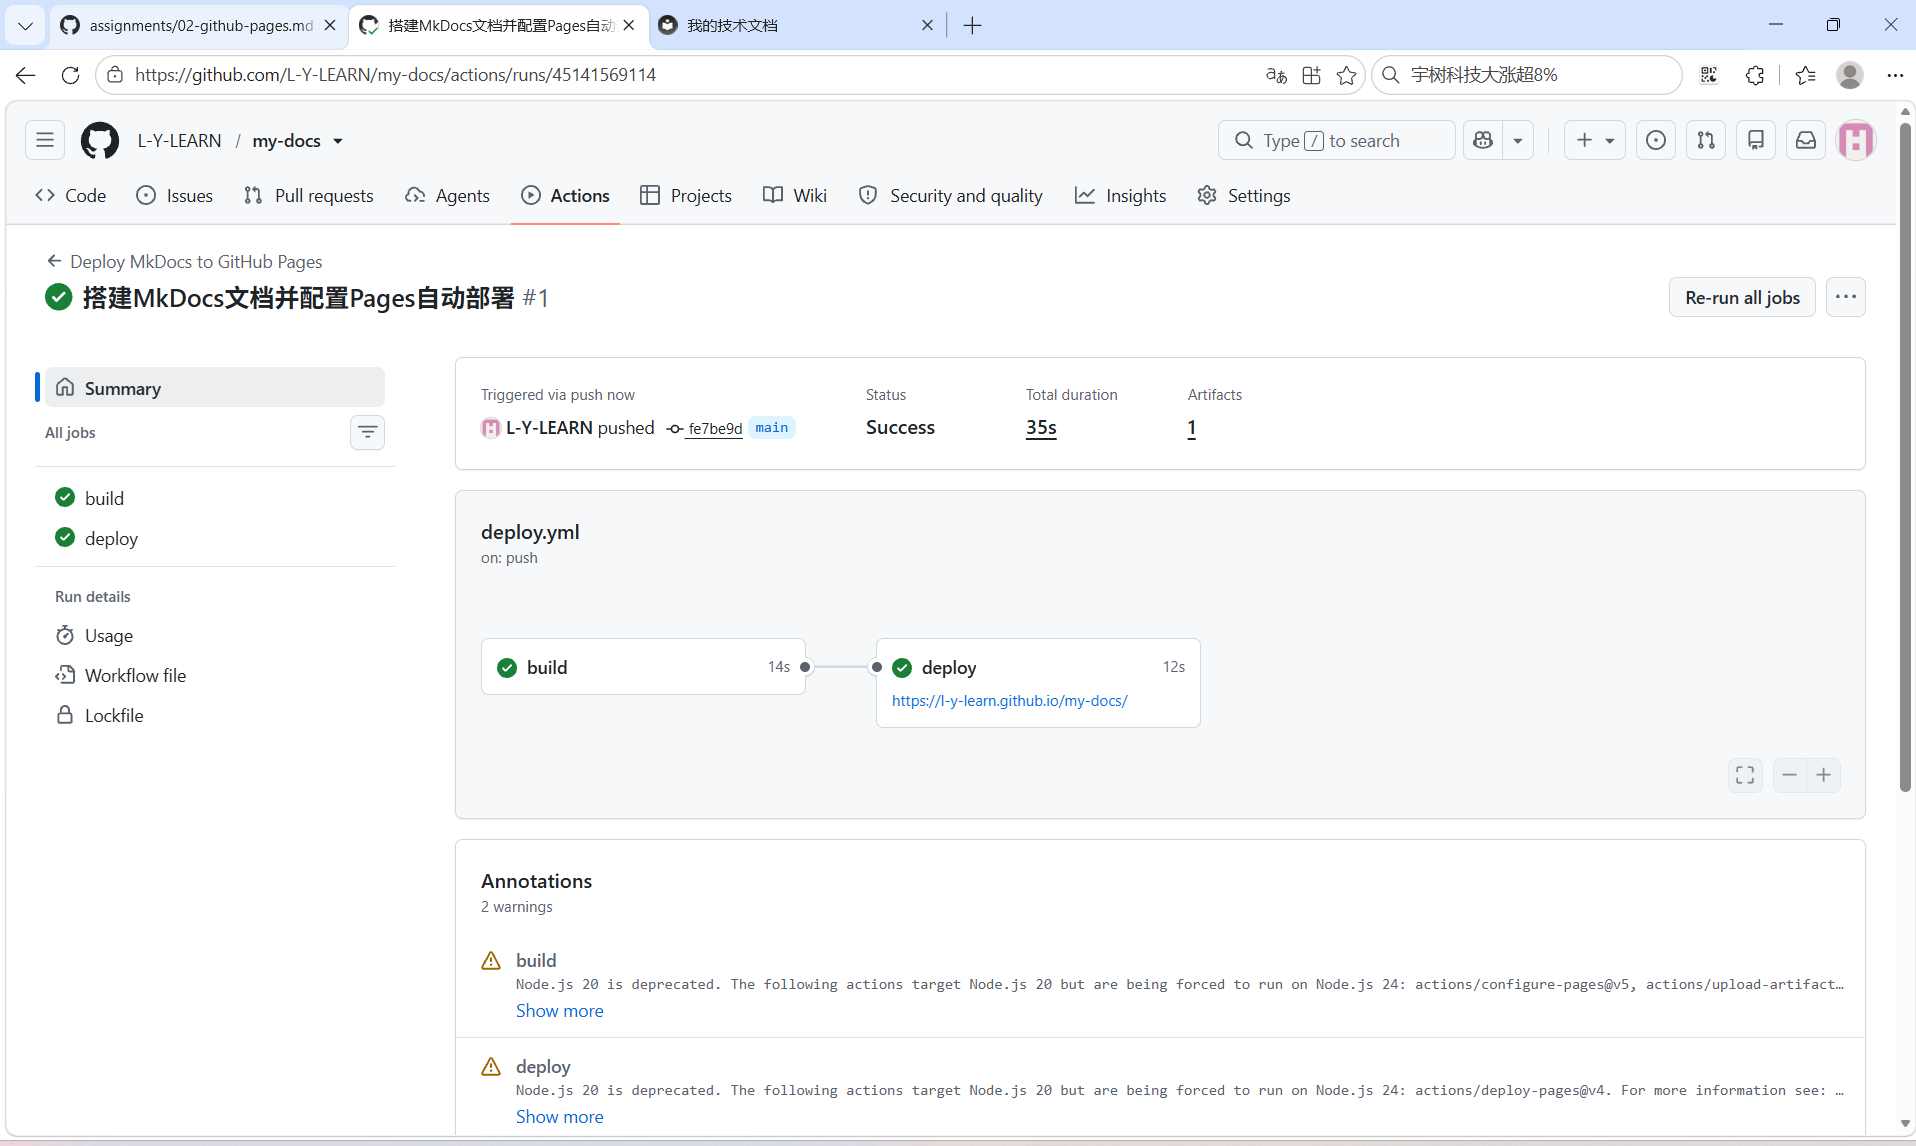 assignments/02-github-pages.md
搭建MkDocs文档并配置Pages自动
我的技术文档
https://github.com/L-Y-LEARN/my-docs/actions/runs/45141569114
宇树科技大涨超8%
L-Y-LEARN / my-docs
Type / to search
Code
Issues
Pull requests
Agents
Actions
Projects
Wiki
Security and quality
Insights
Settings
Deploy MkDocs to GitHub Pages
搭建MkDocs文档并配置Pages自动部署 #1
Re-run all jobs
Summary
All jobs
build
deploy
Run details
Usage
Workflow file
Lockfile
Triggered via push now
L-Y-LEARN pushed fe7be9d main
Status
Success
Total duration
35s
Artifacts
1
deploy.yml
on: push
build 14s
deploy 12s
https://l-y-learn.github.io/my-docs/
Annotations
2 warnings
build
Node.js 20 is deprecated. The following actions target Node.js 20 but are being forced to run on Node.js 24: actions/configure-pages@v5, actions/upload-artifact…
Show more
deploy
Node.js 20 is deprecated. The following actions target Node.js 20 but are being forced to run on Node.js 24: actions/deploy-pages@v4. For more information see: …
Show more